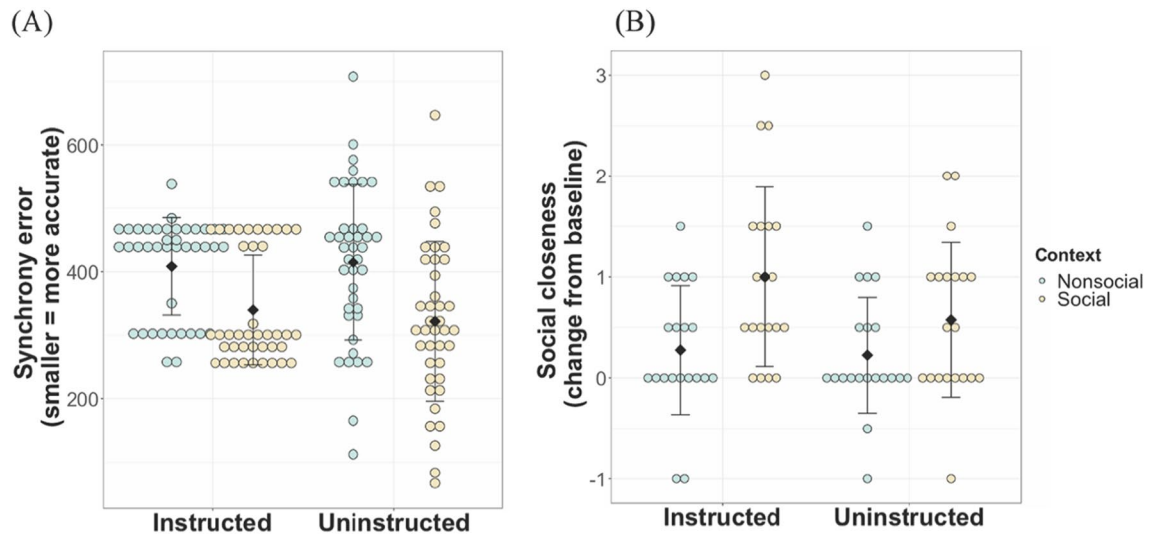 (A)
(B)
Synchrony error
(smaller = more accurate)
600
400
200
Instructed
Uninstructed
Social closeness
(change from baseline)
3
2
1
0
-1
Instructed
Uninstructed
Context
Nonsocial
Social